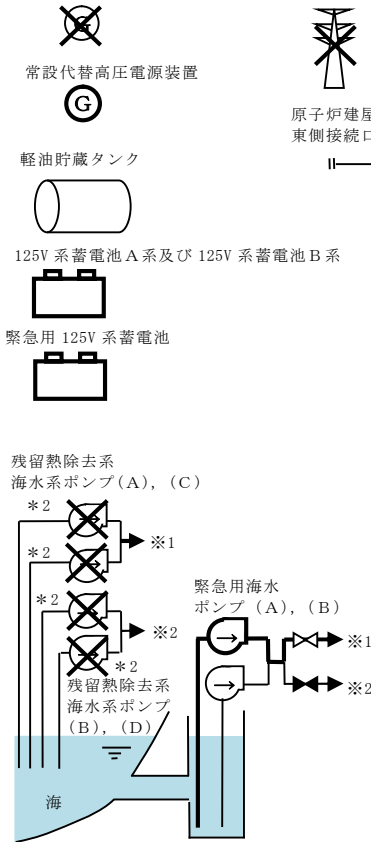 G
常設代替高圧電源装置
G
原子炉建屋
東側接続口
軽油貯蔵タンク
125V 系蓄電池A系及び 125V 系蓄電池B系
緊急用 125V 系蓄電池
残留熱除去系
海水系ポンプ(A),(C)
*2
※1
*2
*2
※2
*2
残留熱除去系
海水系ポンプ
(B),(D)
緊急用海水
ポンプ (A),(B)
※1
※2
海